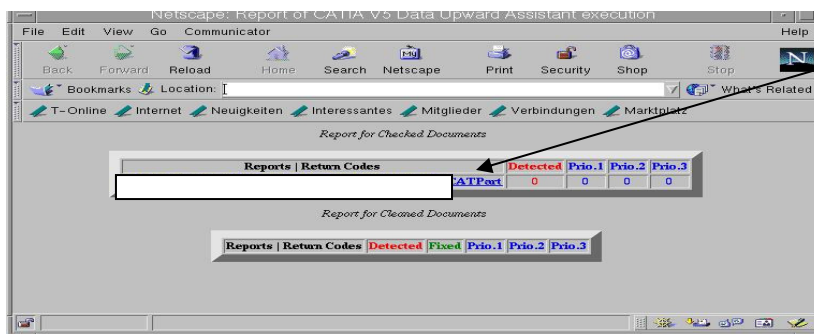 Netscape: Report of CATIA V5 Data Upward Assistant execution
File Edit View Go Communicator Help
Back Forward Reload Home Search Netscape Print Security Shop Stop
Bookmarks Location: What's Related
T-Online Internet Neuigkeiten Interessantes Mitglieder Verbindungen Marktplatz
Report for Checked Documents
Reports | Return Codes Detected Prio.1 Prio.2 Prio.3
CATPart 0 0 0 0
Report for Cleaned Documents
Reports | Return Codes Detected Fixed Prio.1 Prio.2 Prio.3